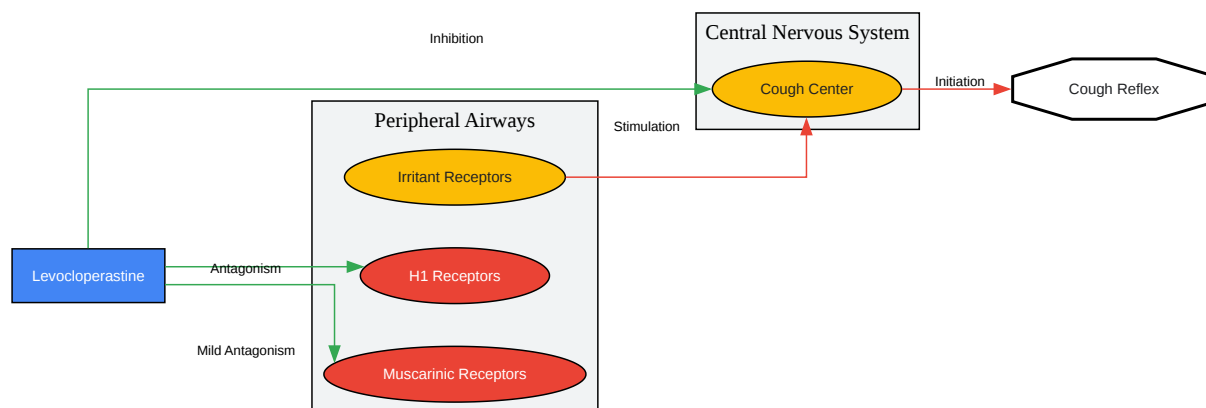 Central Nervous System
Inhibition
Cough Center
Initiation
Cough Reflex
Peripheral Airways
Stimulation
Irritant Receptors
Levocloperastine
Antagonism
H1 Receptors
Mild Antagonism
Muscarinic Receptors